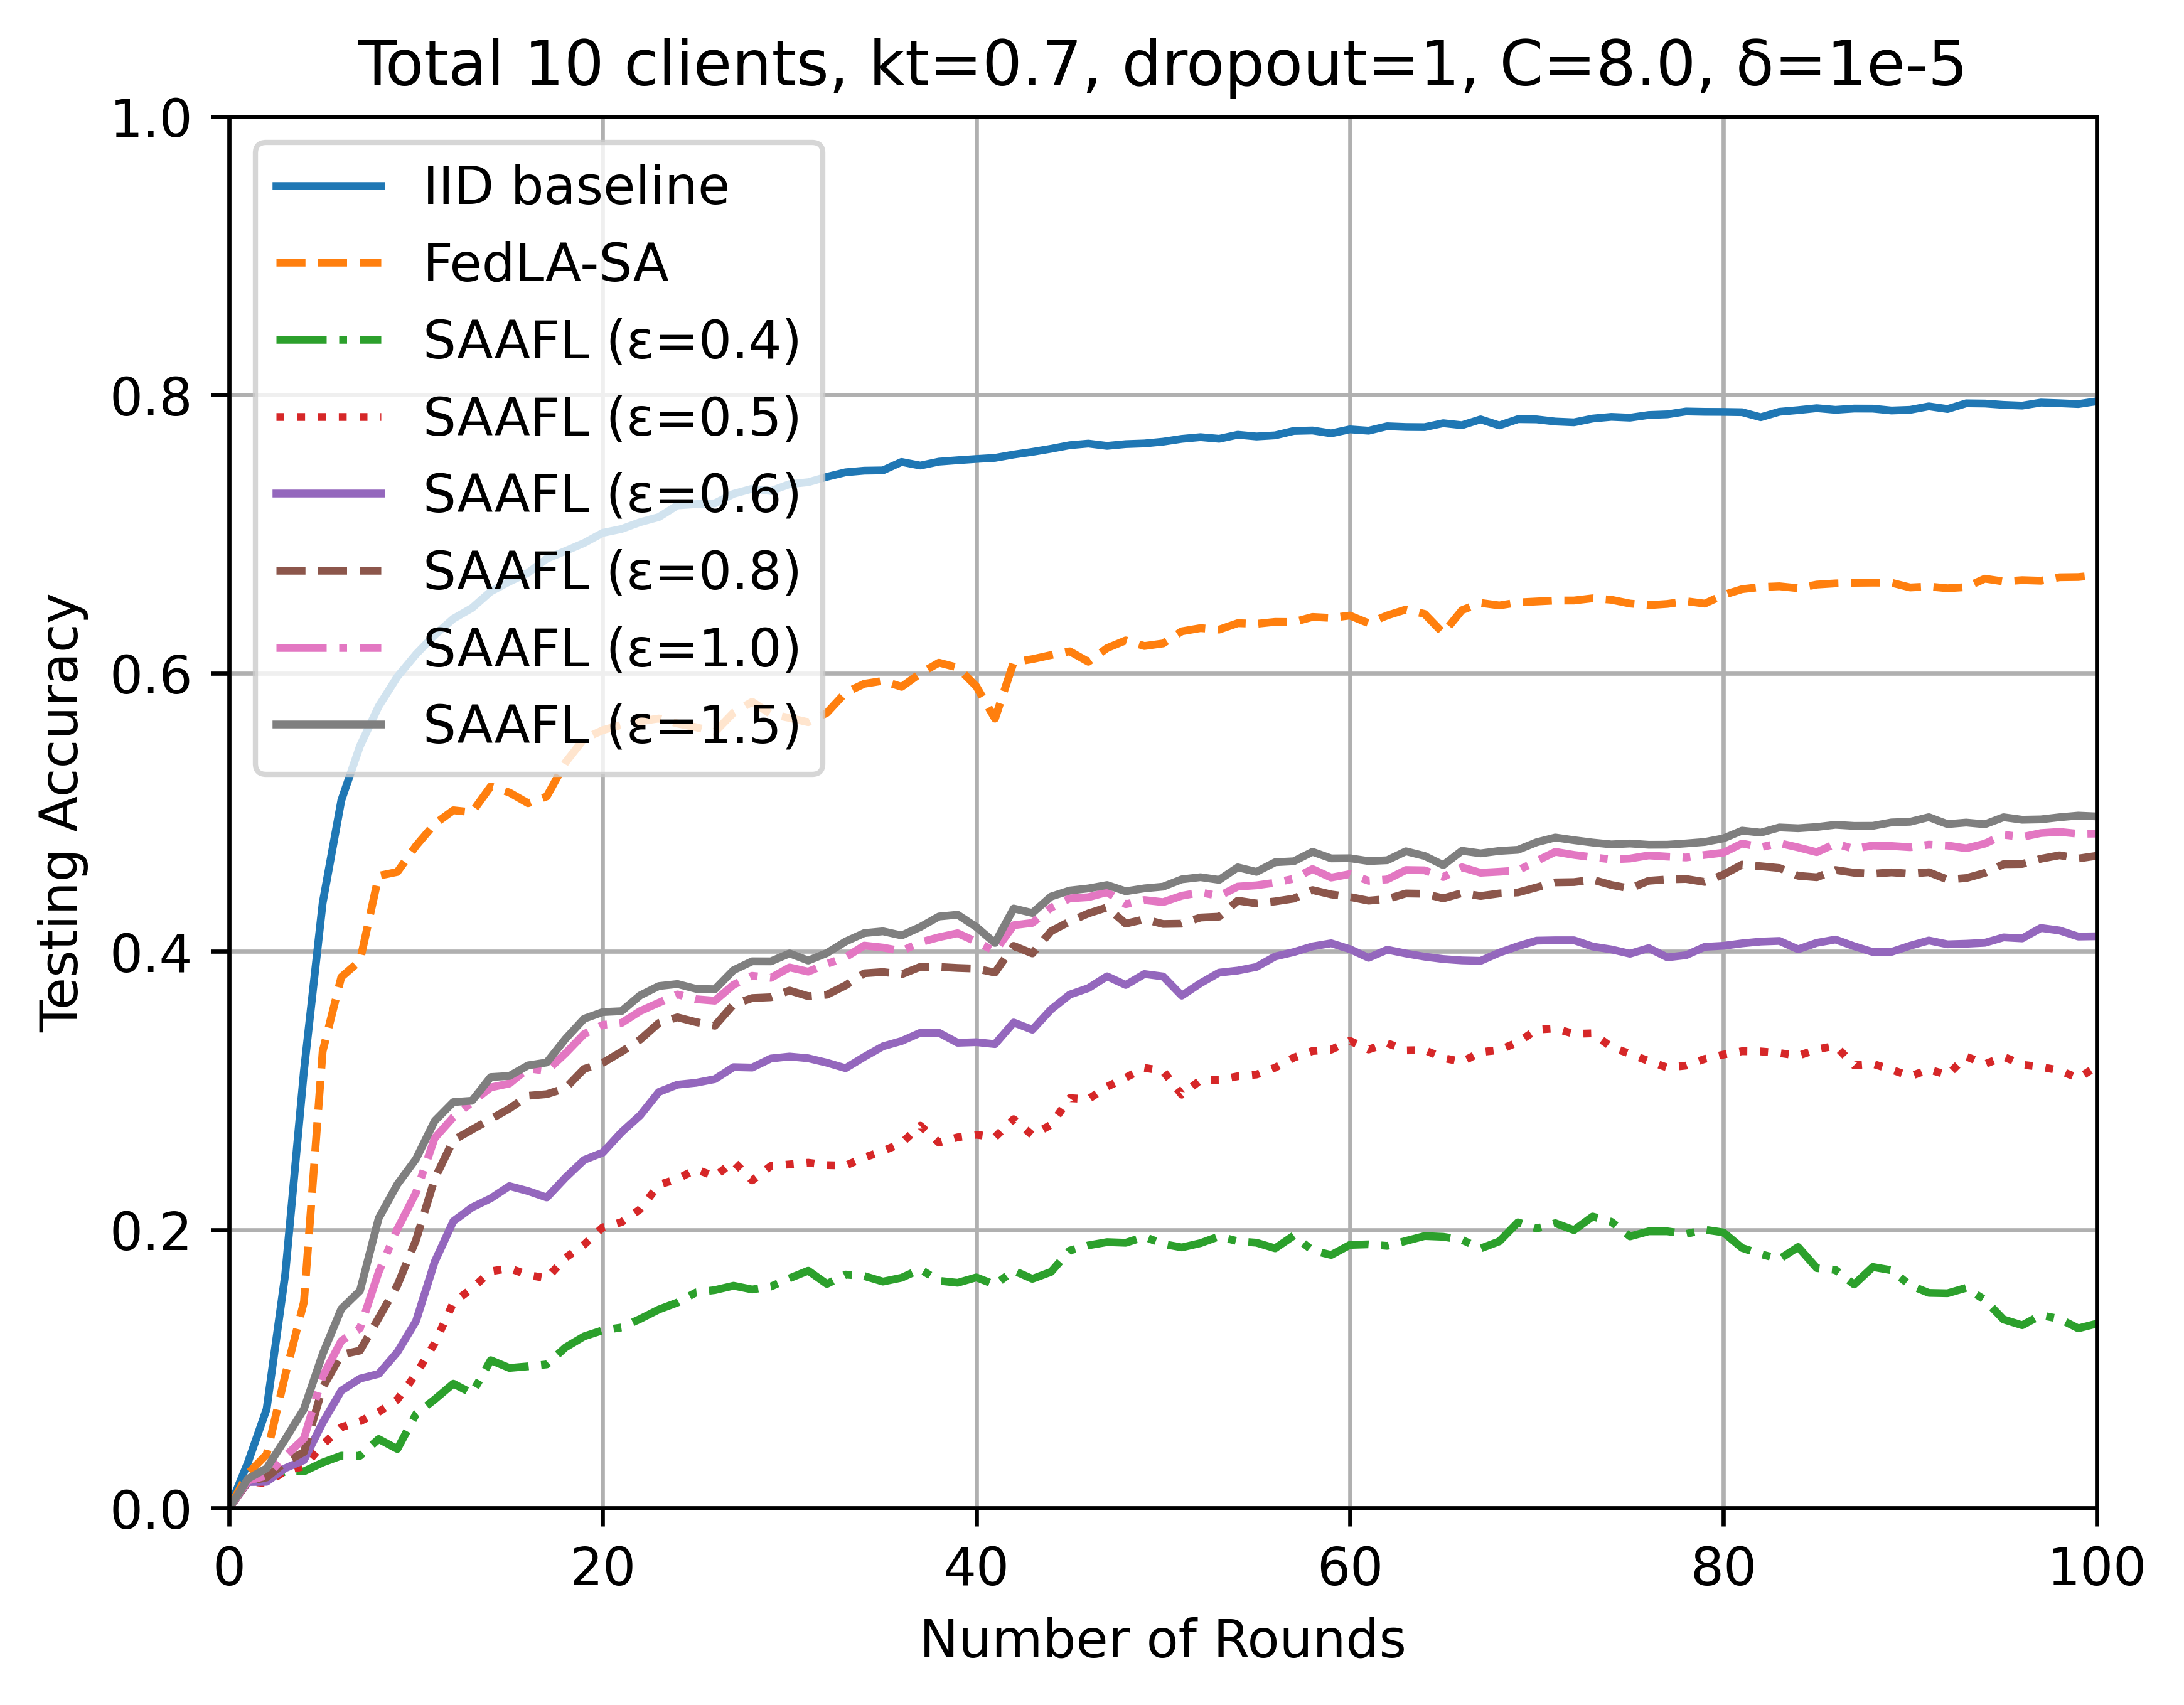 Total 10 clients, kt=0.7, dropout=1, C=8.0, δ=1e-5
1.0
0.8
0.6
0.4
0.2
0.0
Testing Accuracy
IID baseline
FedLA-SA
SAAFL (ε=0.4)
SAAFL (ε=0.5)
SAAFL (ε=0.6)
SAAFL (ε=0.8)
SAAFL (ε=1.0)
SAAFL (ε=1.5)
0 20 40 60 80 100
Number of Rounds